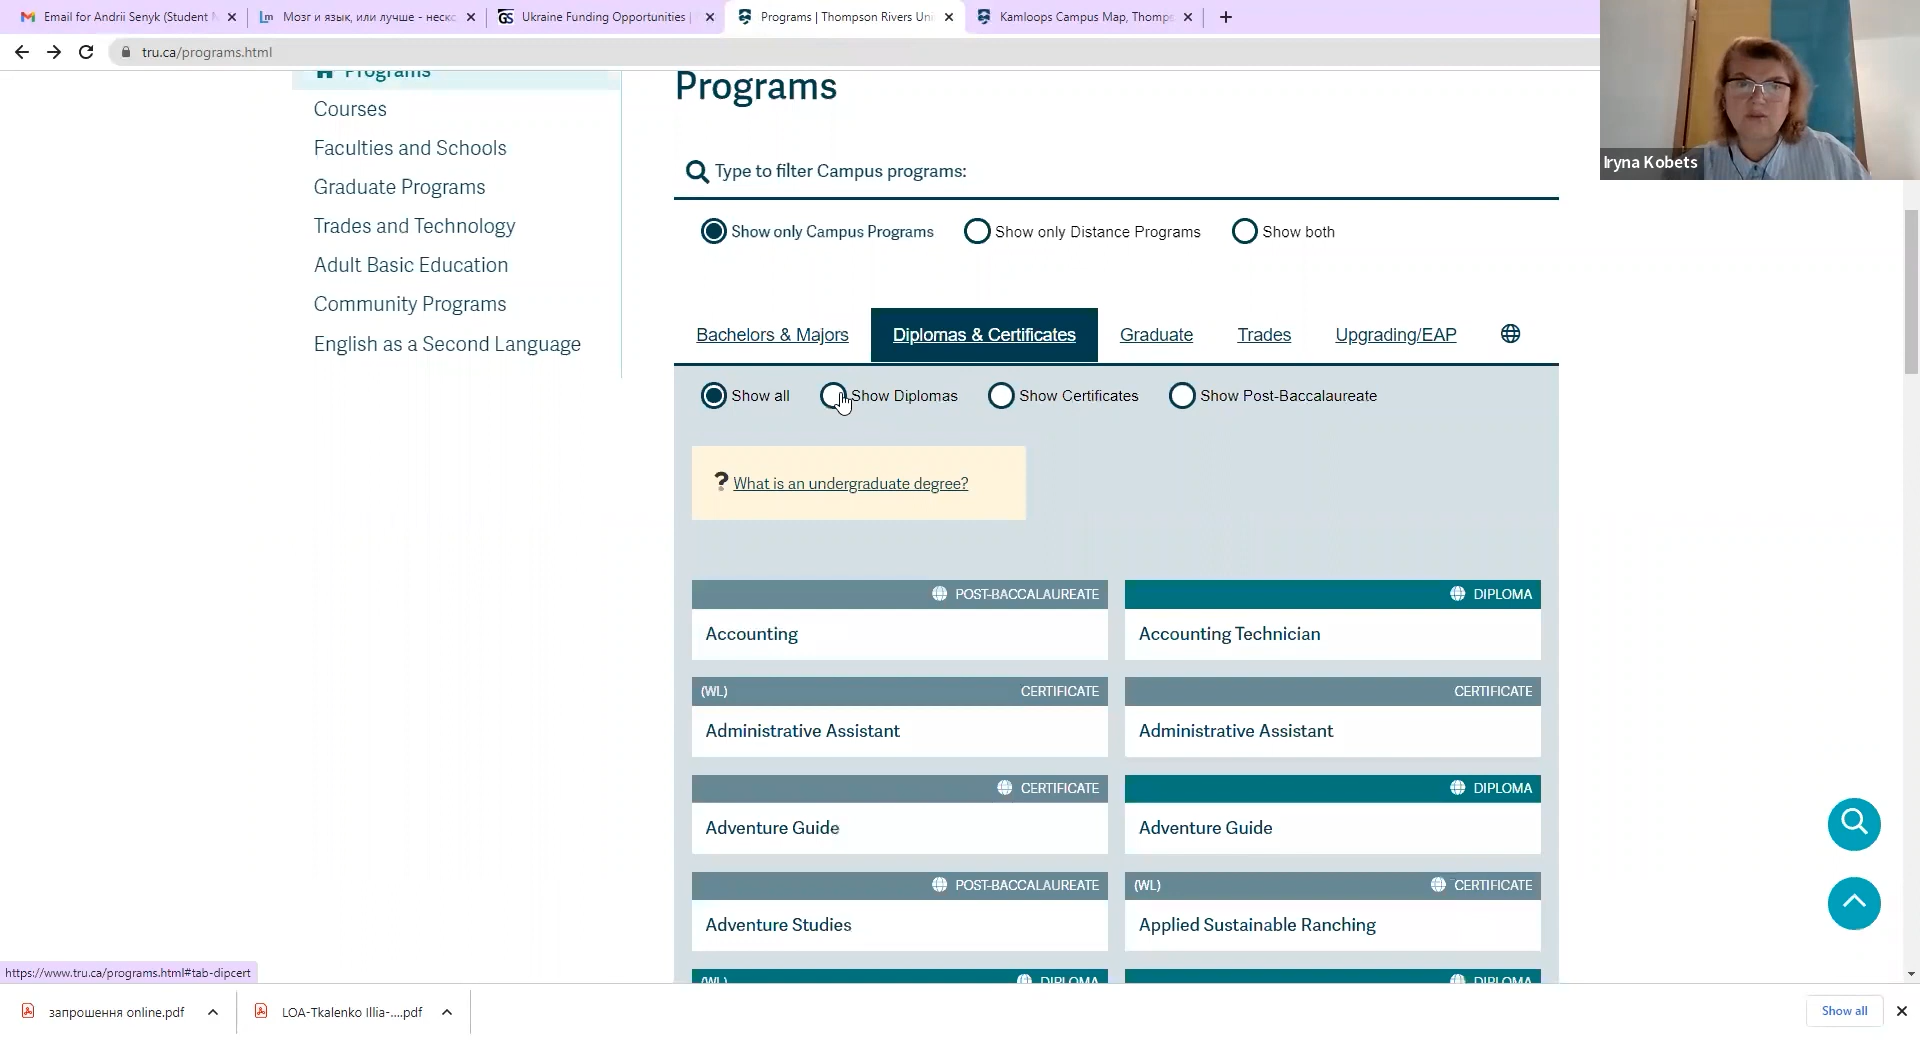 Email for Andrii Senyk (Student
Мозг и язык, или лучше - неск
Ukraine Funding Opportunities |
Programs | Thompson Rivers Uni
Kamloops Campus Map, Thomps
tru.ca/programs.html
Iryna Kobets
Programs
Courses
Faculties and Schools
Graduate Programs
Trades and Technology
Adult Basic Education
Community Programs
English as a Second Language
Programs
Type to filter Campus programs:
Show only Campus Programs
Show only Distance Programs
Show both
Bachelors & Majors
Diplomas & Certificates
Graduate
Trades
Upgrading/EAP
Show all
Show Diplomas
Show Certificates
Show Post-Baccalaureate
? What is an undergraduate degree?
POST-BACCALAUREATE
Accounting
DIPLOMA
Accounting Technician
(WL) CERTIFICATE
Administrative Assistant
CERTIFICATE
Administrative Assistant
CERTIFICATE
Adventure Guide
DIPLOMA
Adventure Guide
POST-BACCALAUREATE
Adventure Studies
(WL) CERTIFICATE
Applied Sustainable Ranching
(WL) DIPLOMA
DIPLOMA
https://www.tru.ca/programs.html#tab-dipcert
запрошення online.pdf
LOA-Tkalenko Illia-....pdf
Show all